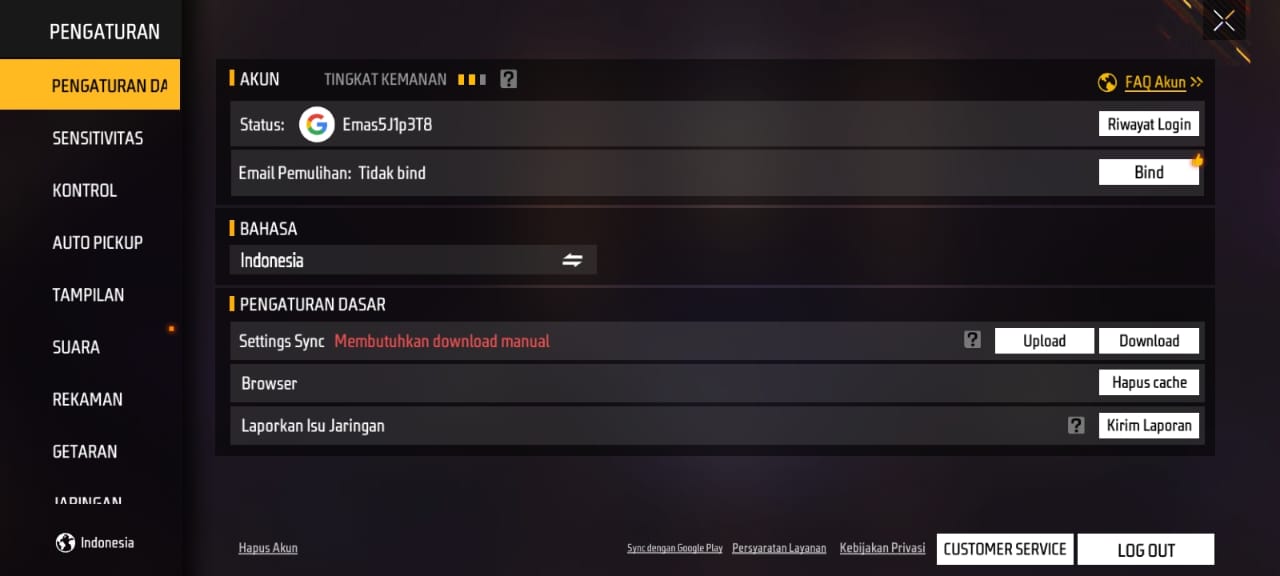 PENGATURAN
PENGATURAN DA
SENSITIVITAS
KONTROL
AUTO PICKUP
TAMPILAN
SUARA
REKAMAN
GETARAN
JARINGAN
Indonesia
AKUN TINGKAT KEMANAN ? FAQ Akun >>
Status: G Emas5J1p3T8 Riwayat Login
Email Pemulihan: Tidak bind Bind
BAHASA
Indonesia
PENGATURAN DASAR
Settings Sync Membutuhkan download manual ? Upload Download
Browser Hapus cache
Laporkan Isu Jaringan ? Kirim Laporan
Hapus Akun Sync dengan Google Play Persyaratan Layanan Kebijakan Privasi CUSTOMER SERVICE LOG OUT